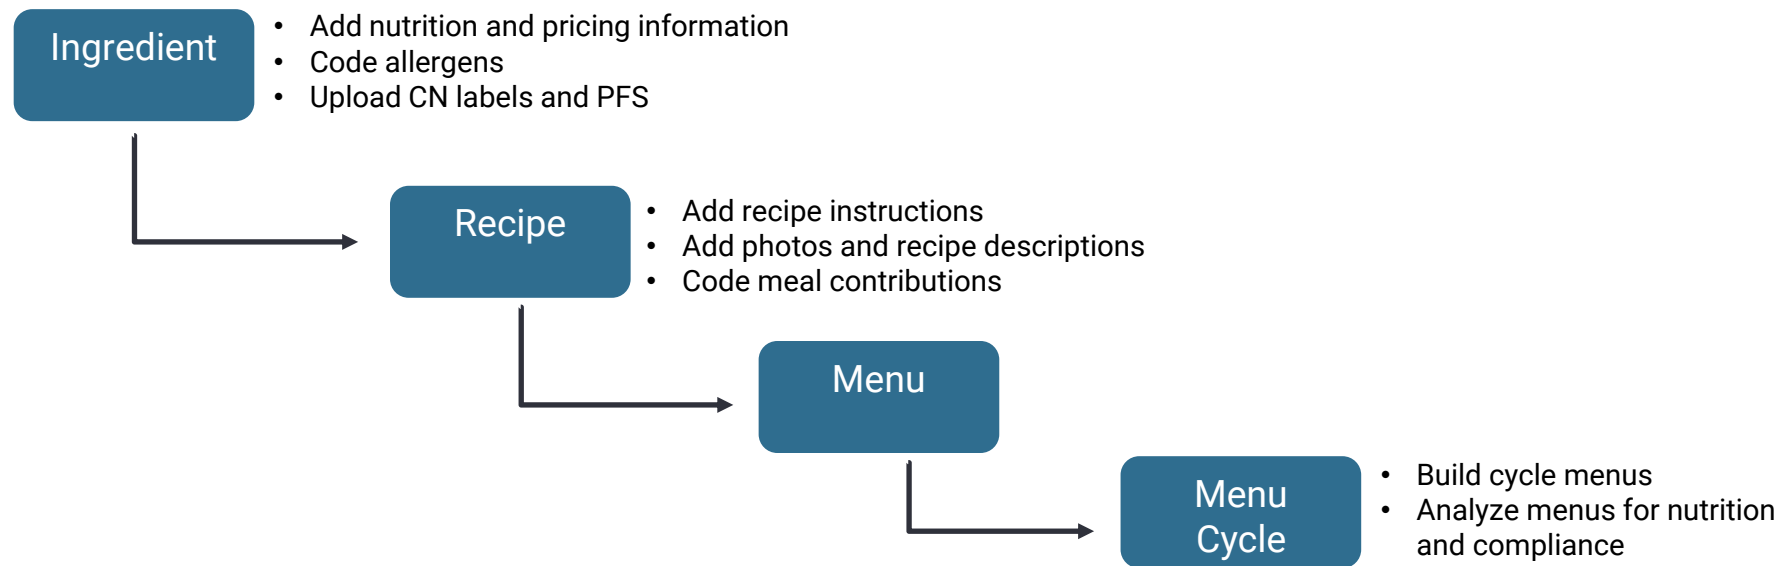 Ingredient
• Add nutrition and pricing information
• Code allergens
• Upload CN labels and PFS
Recipe
• Add recipe instructions
• Add photos and recipe descriptions
• Code meal contributions
Menu
Menu
Cycle
• Build cycle menus
• Analyze menus for nutrition
and compliance